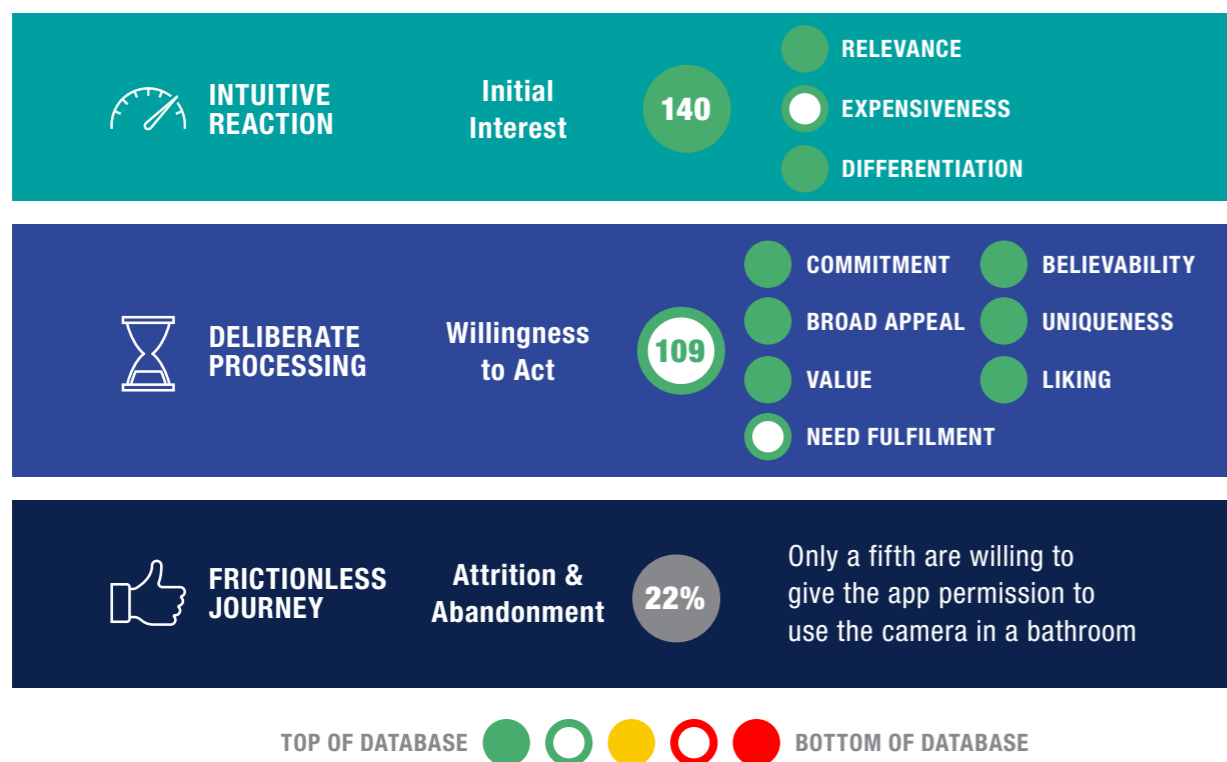 INTUITIVE
REACTION
Initial
Interest
140
RELEVANCE
EXPENSIVENESS
DIFFERENTIATION
DELIBERATE
PROCESSING
Willingness
to Act
109
COMMITMENT
BELIEVABILITY
BROAD APPEAL
UNIQUENESS
VALUE
LIKING
NEED FULFILMENT
FRICTIONLESS
JOURNEY
Attrition &
Abandonment
22%
Only a fifth are willing to
give the app permission to
use the camera in a bathroom
TOP OF DATABASE
BOTTOM OF DATABASE